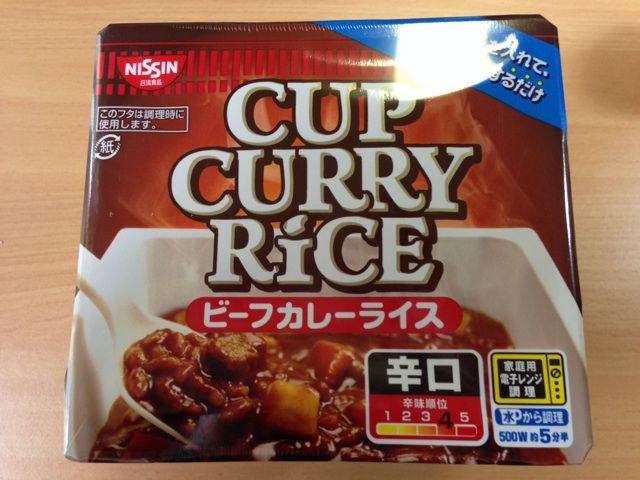 NISSIN
日清食品
入れて、
するだけ
このフタは調理時に
使用します。
紙
CUP
CURRY
RiCE
ビーフカレーライス
辛口
辛味順位
1 2 3 4 5
家庭用
電子レンジ
調理
水から調理
500W 約5分半